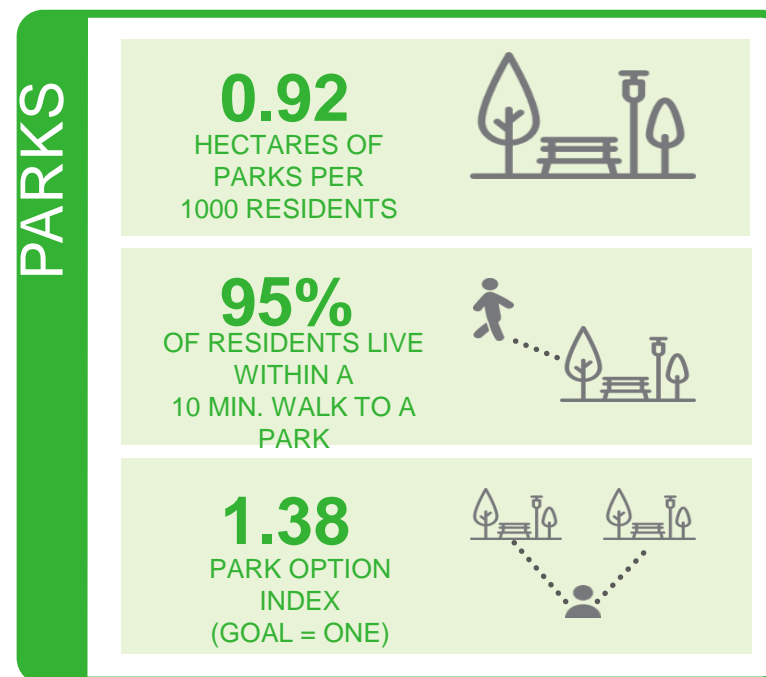 PARKS
0.92
HECTARES OF
PARKS PER
1000 RESIDENTS
95%
OF RESIDENTS LIVE
WITHIN A
10 MIN. WALK TO A
PARK
1.38
PARK OPTION
INDEX
(GOAL = ONE)